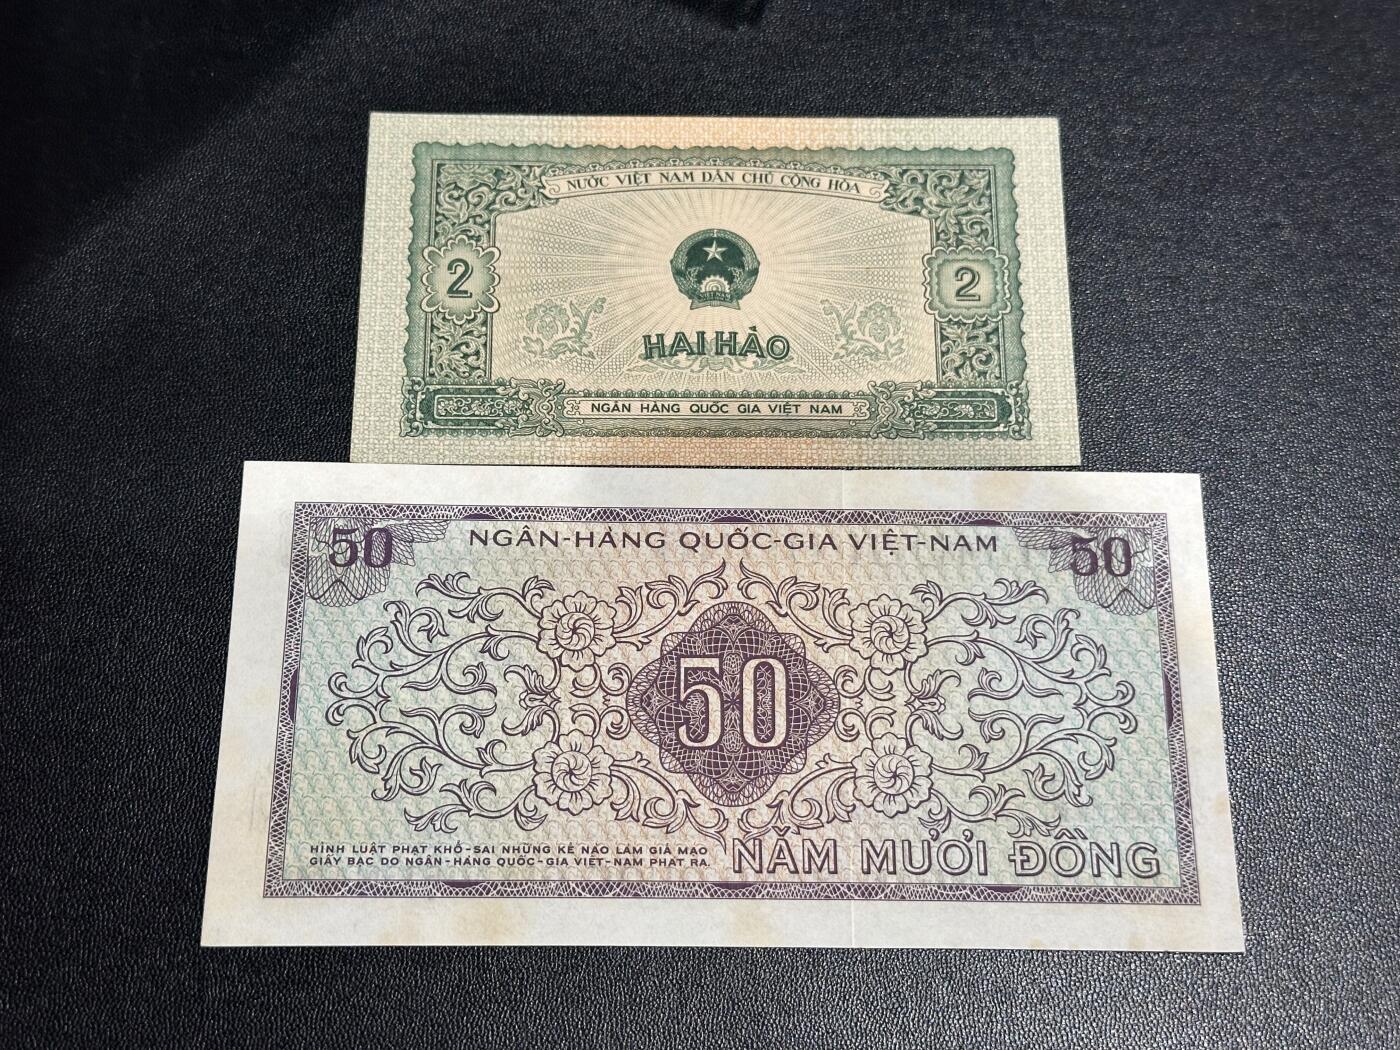 NƯỚC VIỆT NAM DÂN CHỦ CỘNG HÒA
2
2
VIỆT NAM
HAI HÀO
NGÂN HÀNG QUỐC GIA VIỆT NAM
50
NGÂN-HÀNG QUỐC-GIA VIỆT-NAM
50
50
HÌNH LUẬT PHẠT KHỔ-SAI NHỮNG KẺ NÀO LÀM GIẢ MẠO
GIẤY BẠC DO NGÂN-HÀNG QUỐC-GIA VIỆT-NAM PHÁT RA.
NĂM MƯƠI ĐỒNG